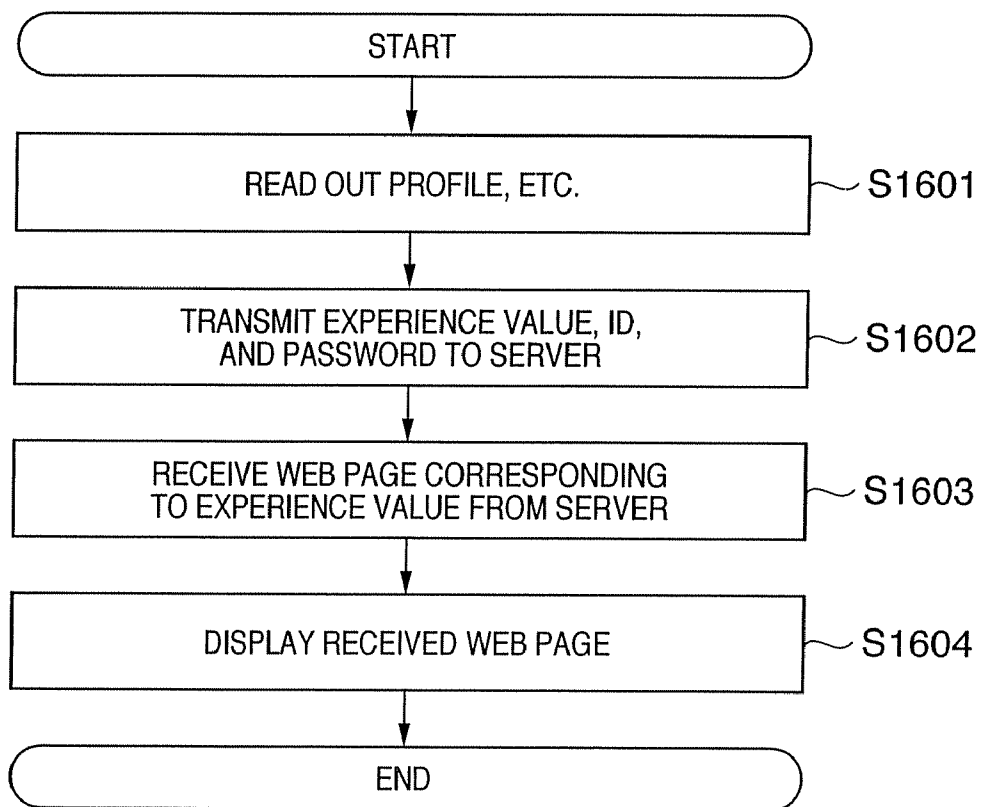 START
READ OUT PROFILE, ETC.
S1601
TRANSMIT EXPERIENCE VALUE, ID,
AND PASSWORD TO SERVER
S1602
RECEIVE WEB PAGE CORRESPONDING
TO EXPERIENCE VALUE FROM SERVER
S1603
DISPLAY RECEIVED WEB PAGE
S1604
END